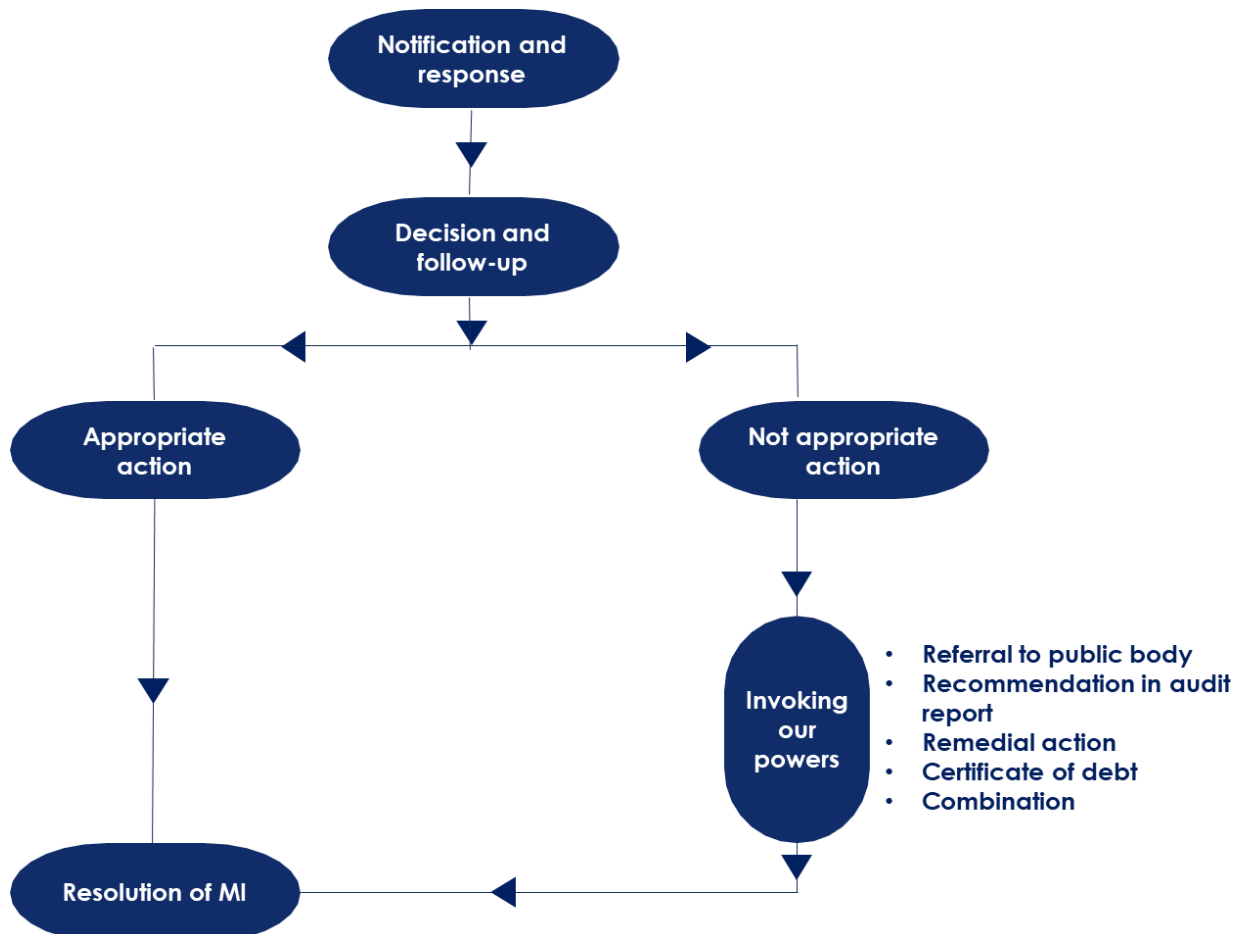 Notification and
response
Decision and
follow-up
Appropriate
action
Not appropriate
action
Invoking
our
powers
• Referral to public body
• Recommendation in audit
report
• Remedial action
• Certificate of debt
• Combination
Resolution of MI